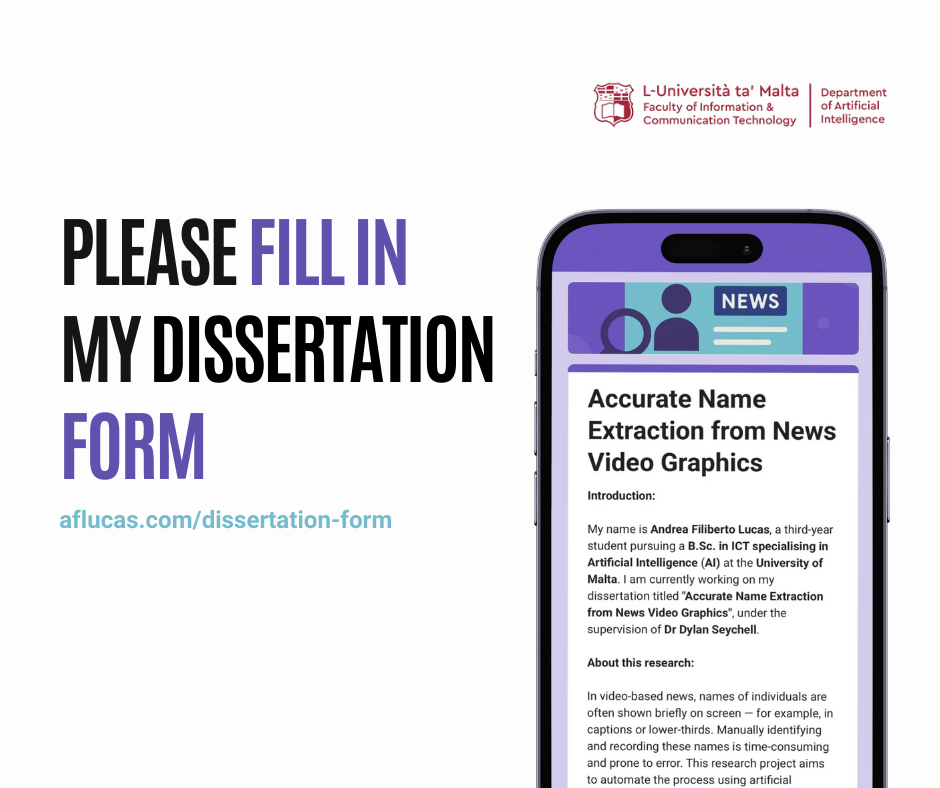 L-Università ta' Malta
Faculty of Information &
Communication Technology
Department
of Artificial
Intelligence
PLEASE FILL IN
MY DISSERTATION
FORM
aflucas.com/dissertation-form
NEWS
Accurate Name
Extraction from News
Video Graphics
Introduction:
My name is Andrea Filiberto Lucas, a third-year
student pursuing a B.Sc. in ICT specialising in
Artificial Intelligence (AI) at the University of
Malta. I am currently working on my
dissertation titled "Accurate Name Extraction
from News Video Graphics", under the
supervision of Dr Dylan Seychell.
About this research:
In video-based news, names of individuals are
often shown briefly on screen — for example, in
captions or lower-thirds. Manually identifying
and recording these names is time-consuming
and prone to error. This research project aims
to automate the process using artificial